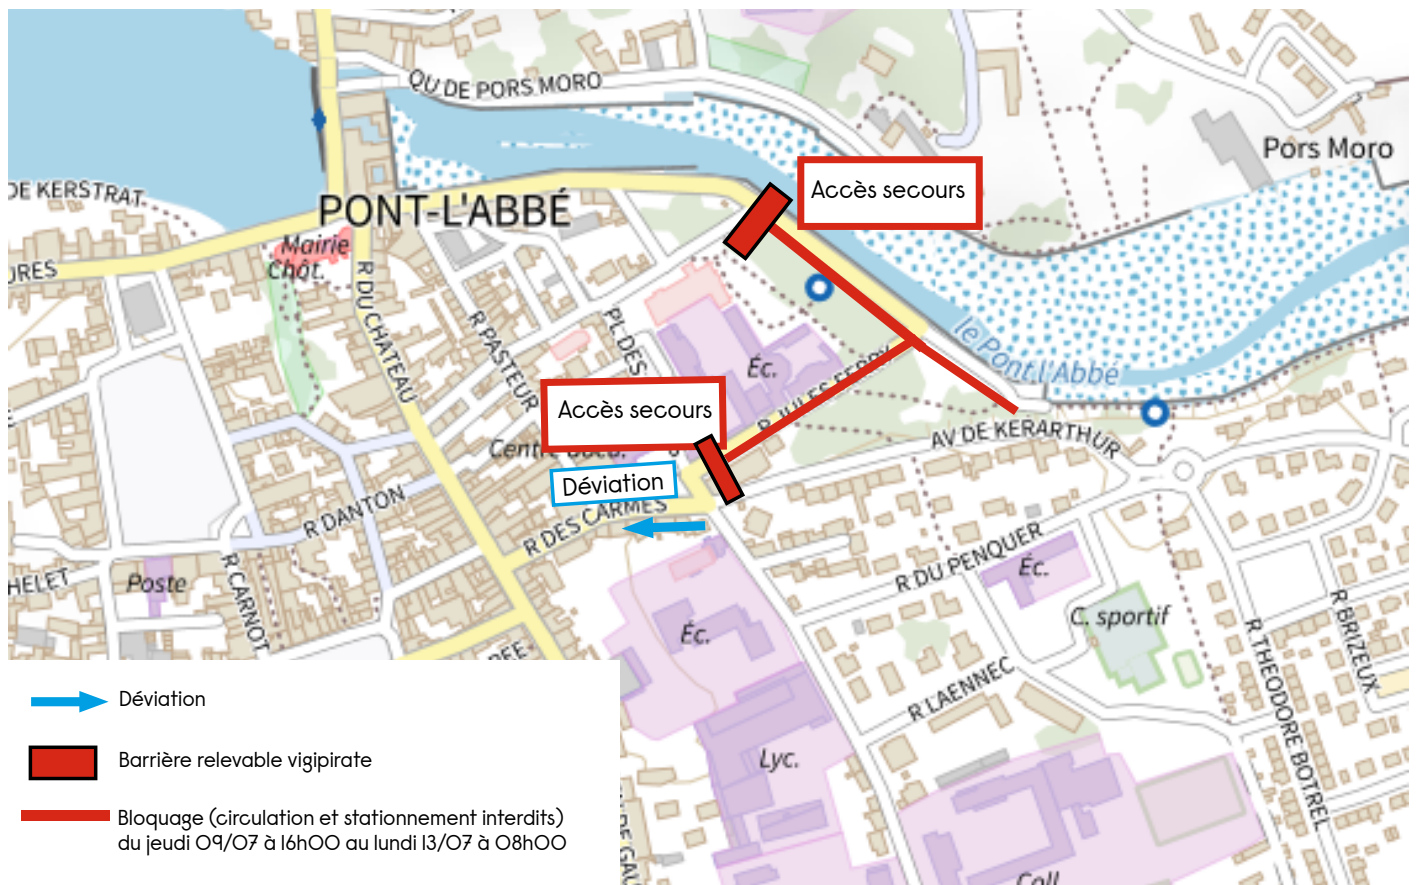 QU DE PORS MORO
Pors Moro
DE KERSTRAT
Accès secours
PONT-L'ABBÉ
Mairie
Chât.
URES
R DU CHATEAU
R PASTEUR
PL DES
le Pont l'Abbé
Éc.
R JULES FERRY
Accès secours
AV DE KERARTHUR
Déviation
R DANTON
R DES CARMES
R DU PENQUER
Éc.
HELET
Poste
R CARNOT
C. sportif
Éc.
R BRIZEUX
R THEODORE BOTREL
R LAENNEC
Lyc.
Coll
Déviation
Barrière relevable vigipirate
Bloquage (circulation et stationnement interdits)
du jeudi 09/07 à 16h00 au lundi 13/07 à 08h00